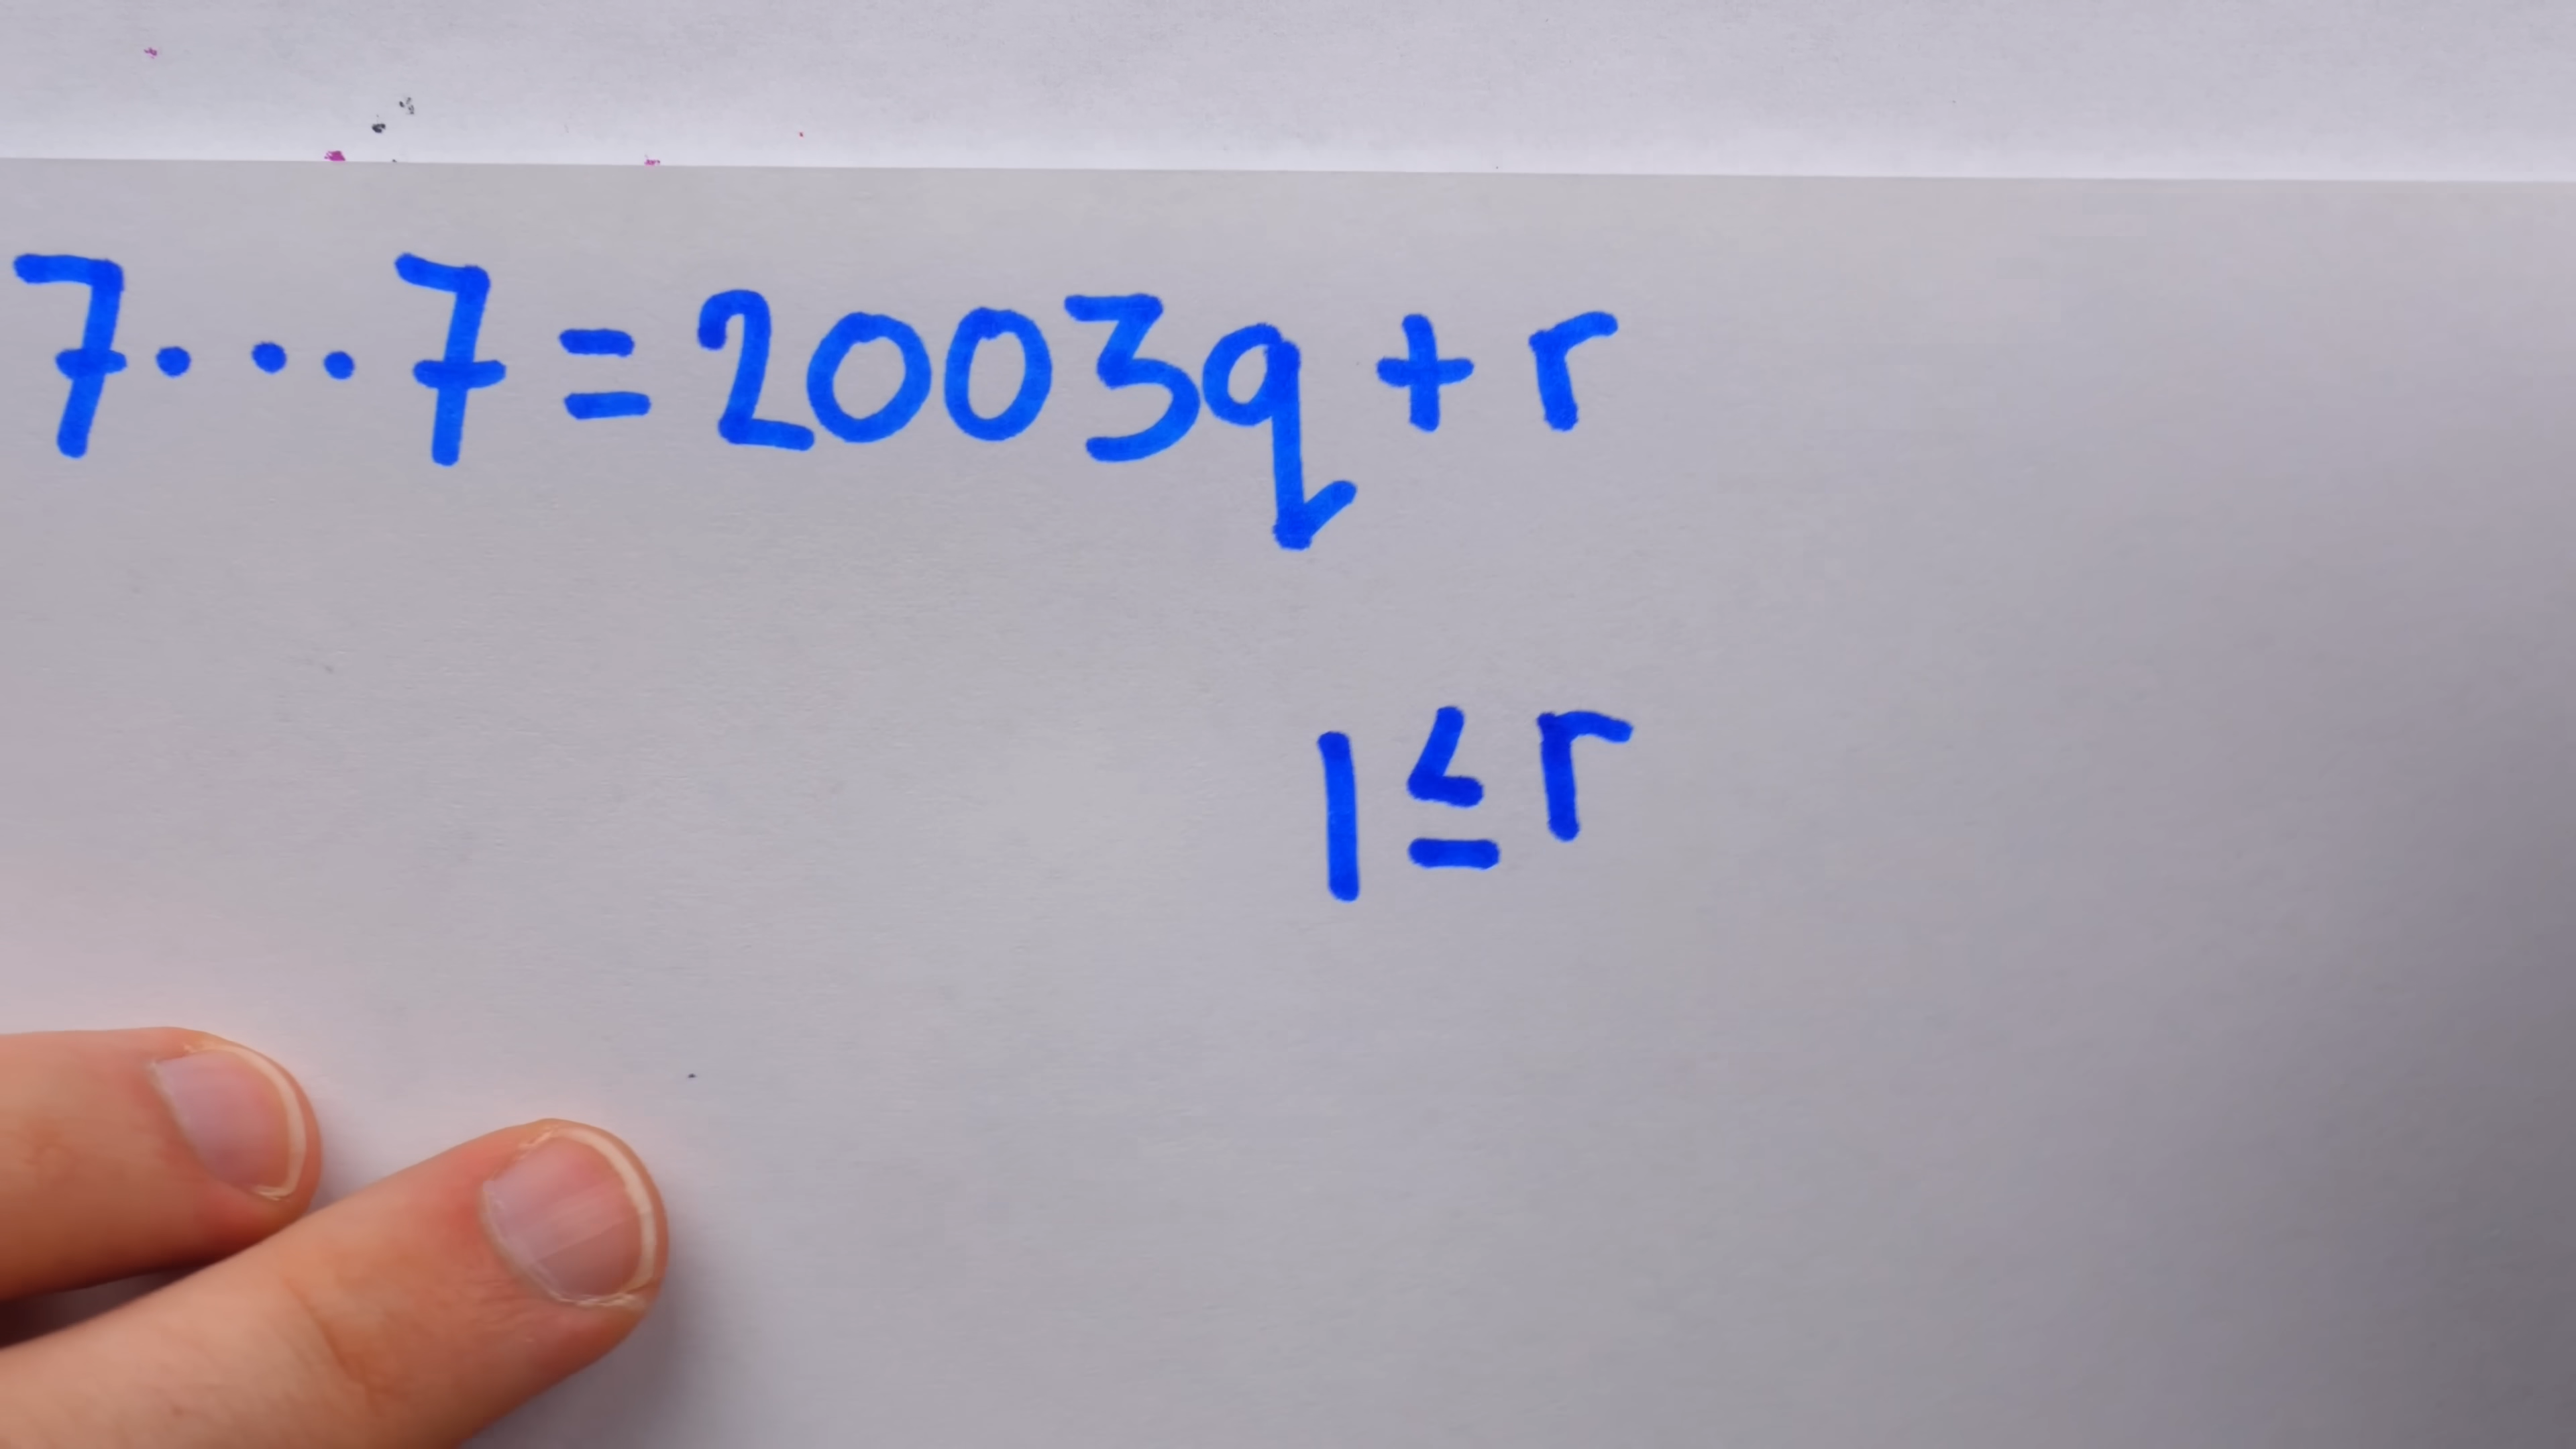 7...7 = 2003q + r
1 ≤ r